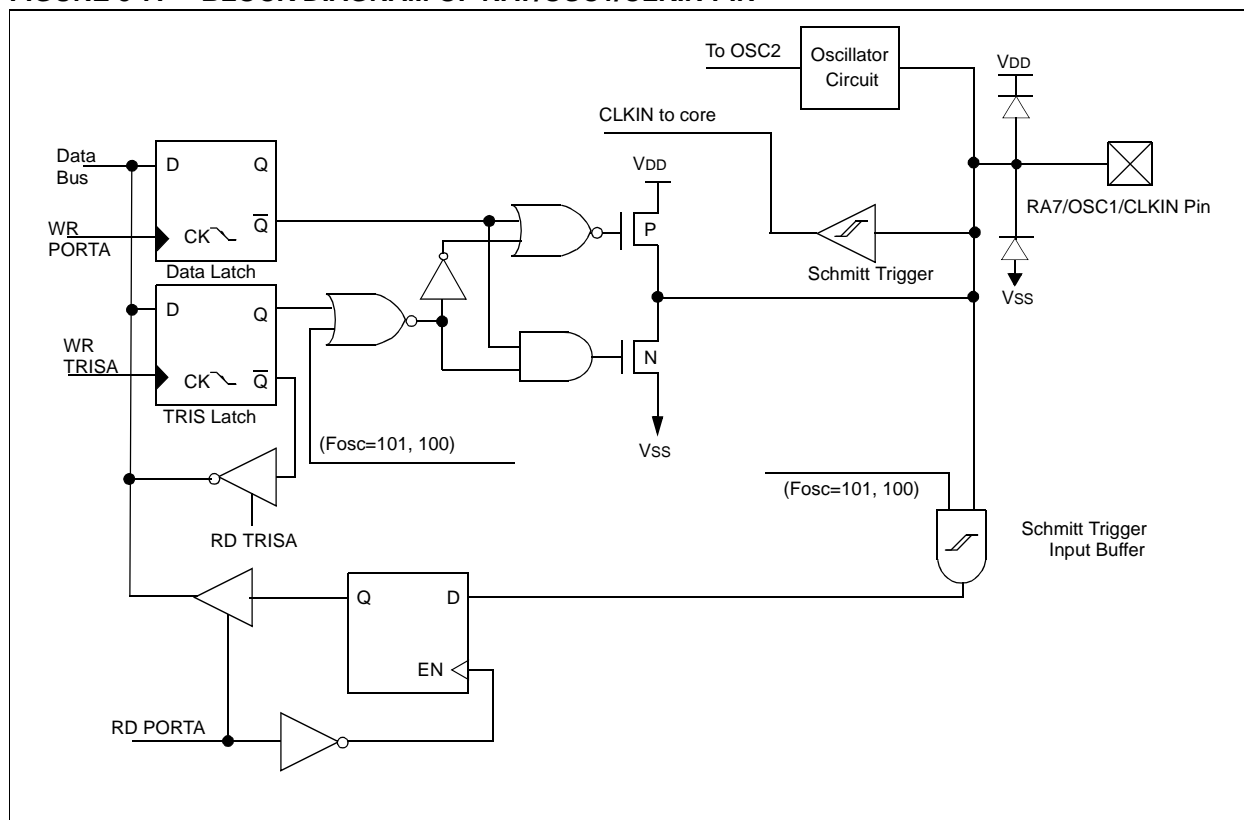 To OSC2
Oscillator
Circuit
VDD
CLKIN to core
Data
Bus
D
Q
VDD
WR
PORTA
CK
Q
P
RA7/OSC1/CLKIN Pin
Data Latch
Schmitt Trigger
VSS
D
Q
WR
TRISA
CK
Q
N
TRIS Latch
(Fosc=101, 100)
VSS
(Fosc=101, 100)
RD TRISA
Schmitt Trigger
Input Buffer
Q
D
EN
RD PORTA